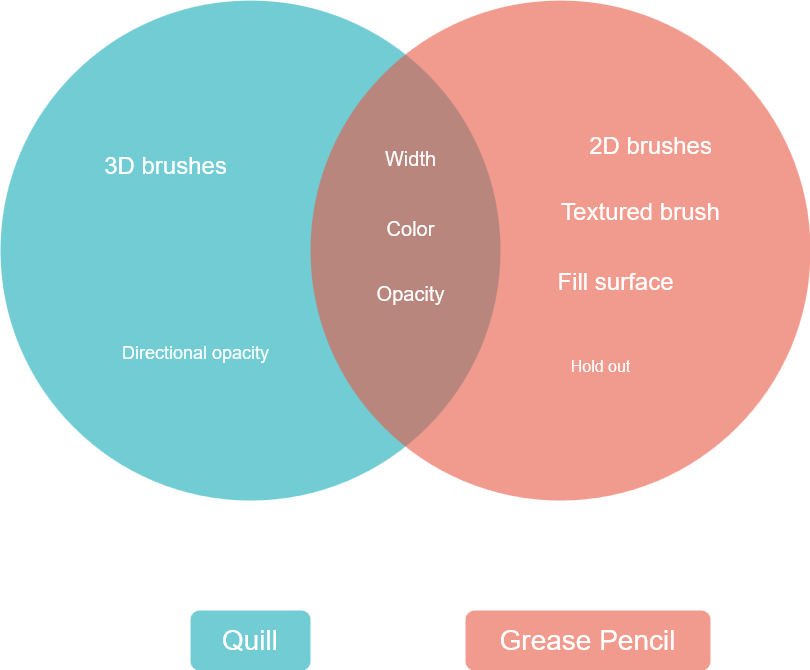 3D brushes
Directional opacity
Width
Color
Opacity
2D brushes
Textured brush
Fill surface
Hold out
Quill
Grease Pencil